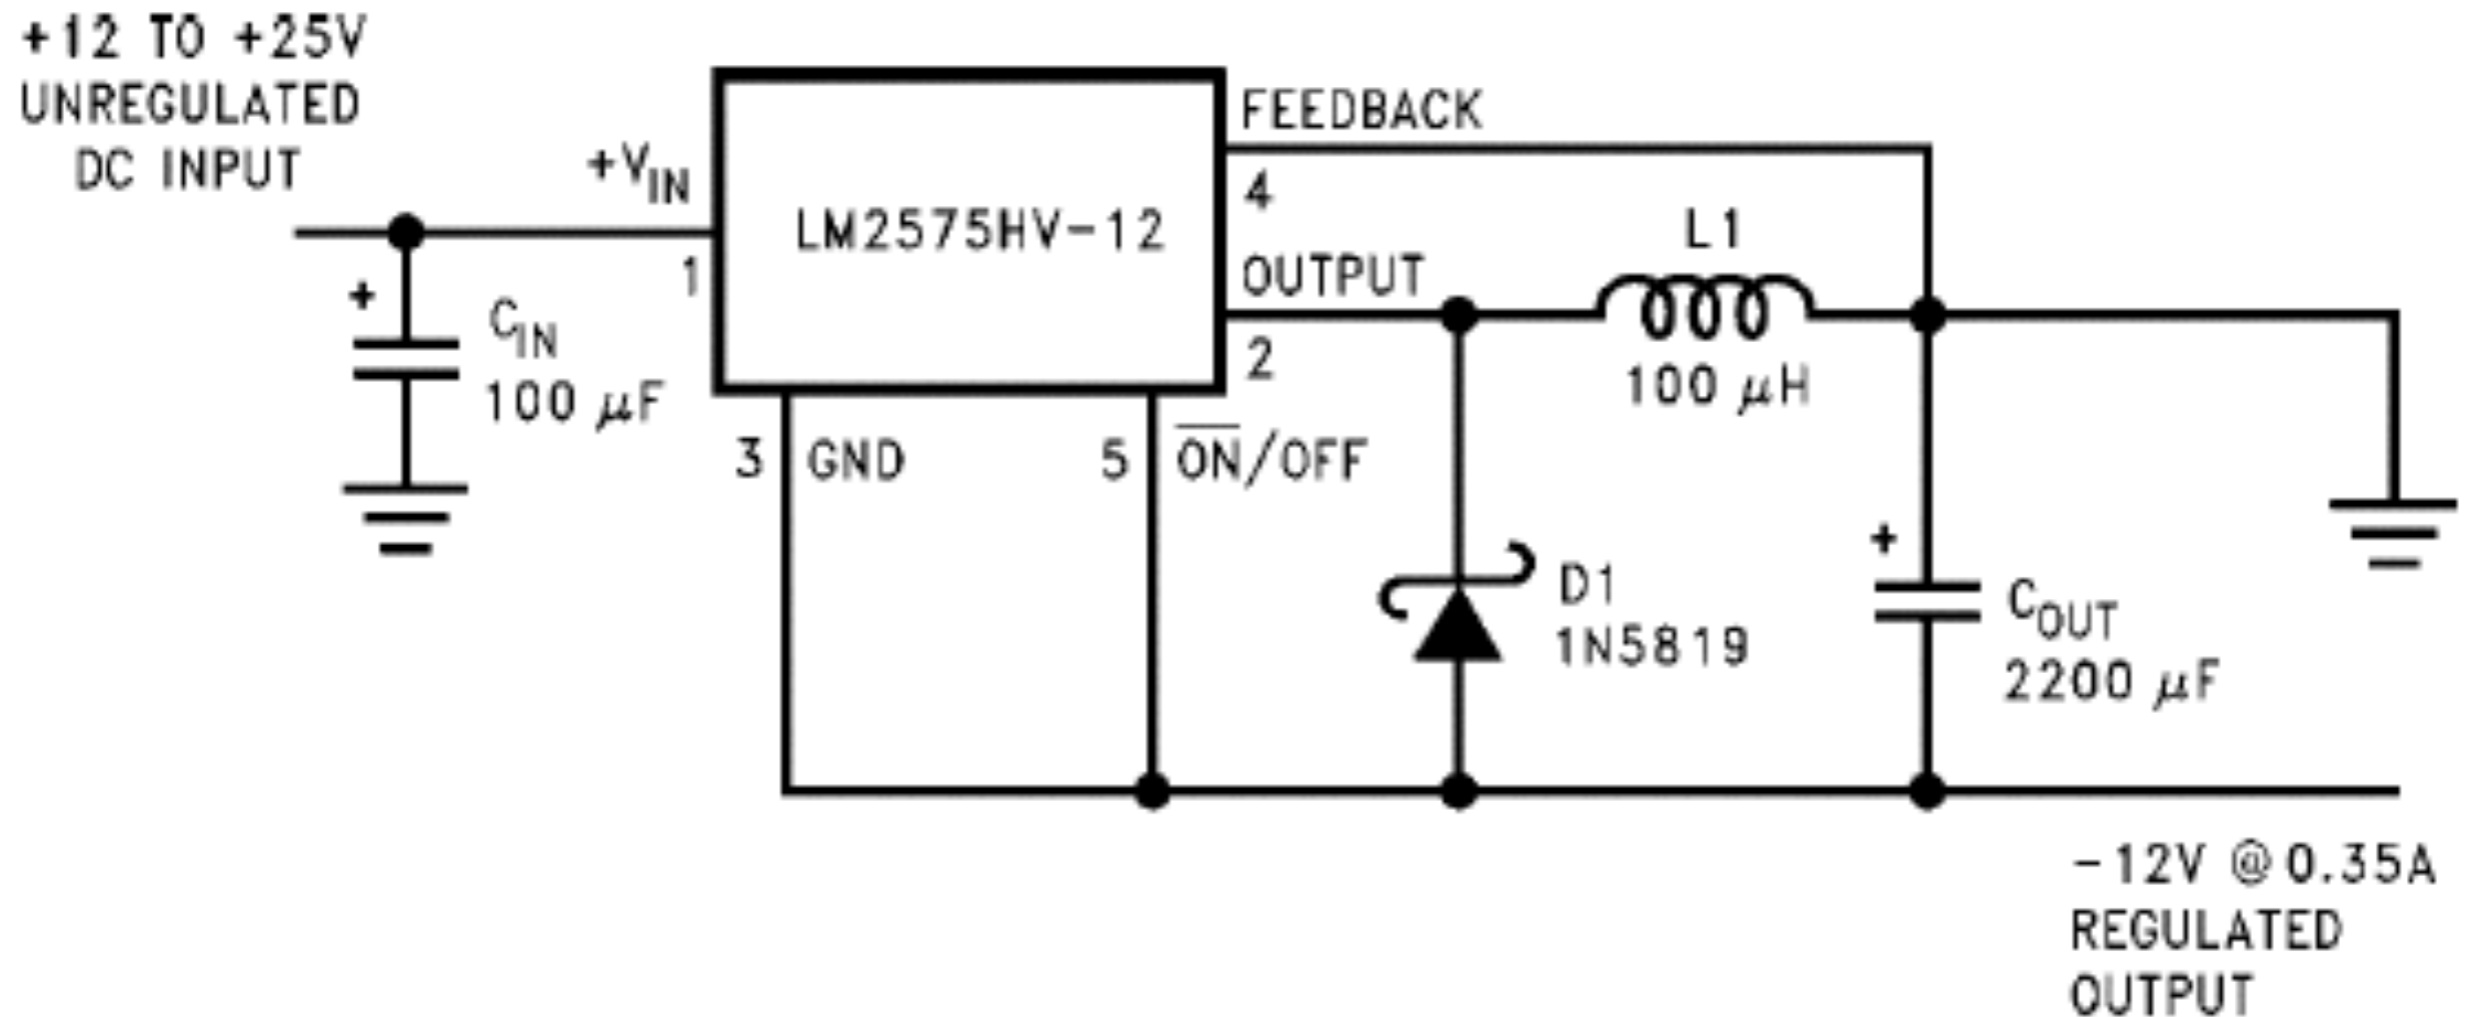 +12 TO +25V
UNREGULATED
DC INPUT
+VIN
1
+
CIN
100 μF
LM2575HV-12
FEEDBACK
4
OUTPUT
2
3 GND
5 O̅N̅/OFF
L1
100 μH
D1
1N5819
+
COUT
2200 μF
-12V @ 0.35A
REGULATED
OUTPUT